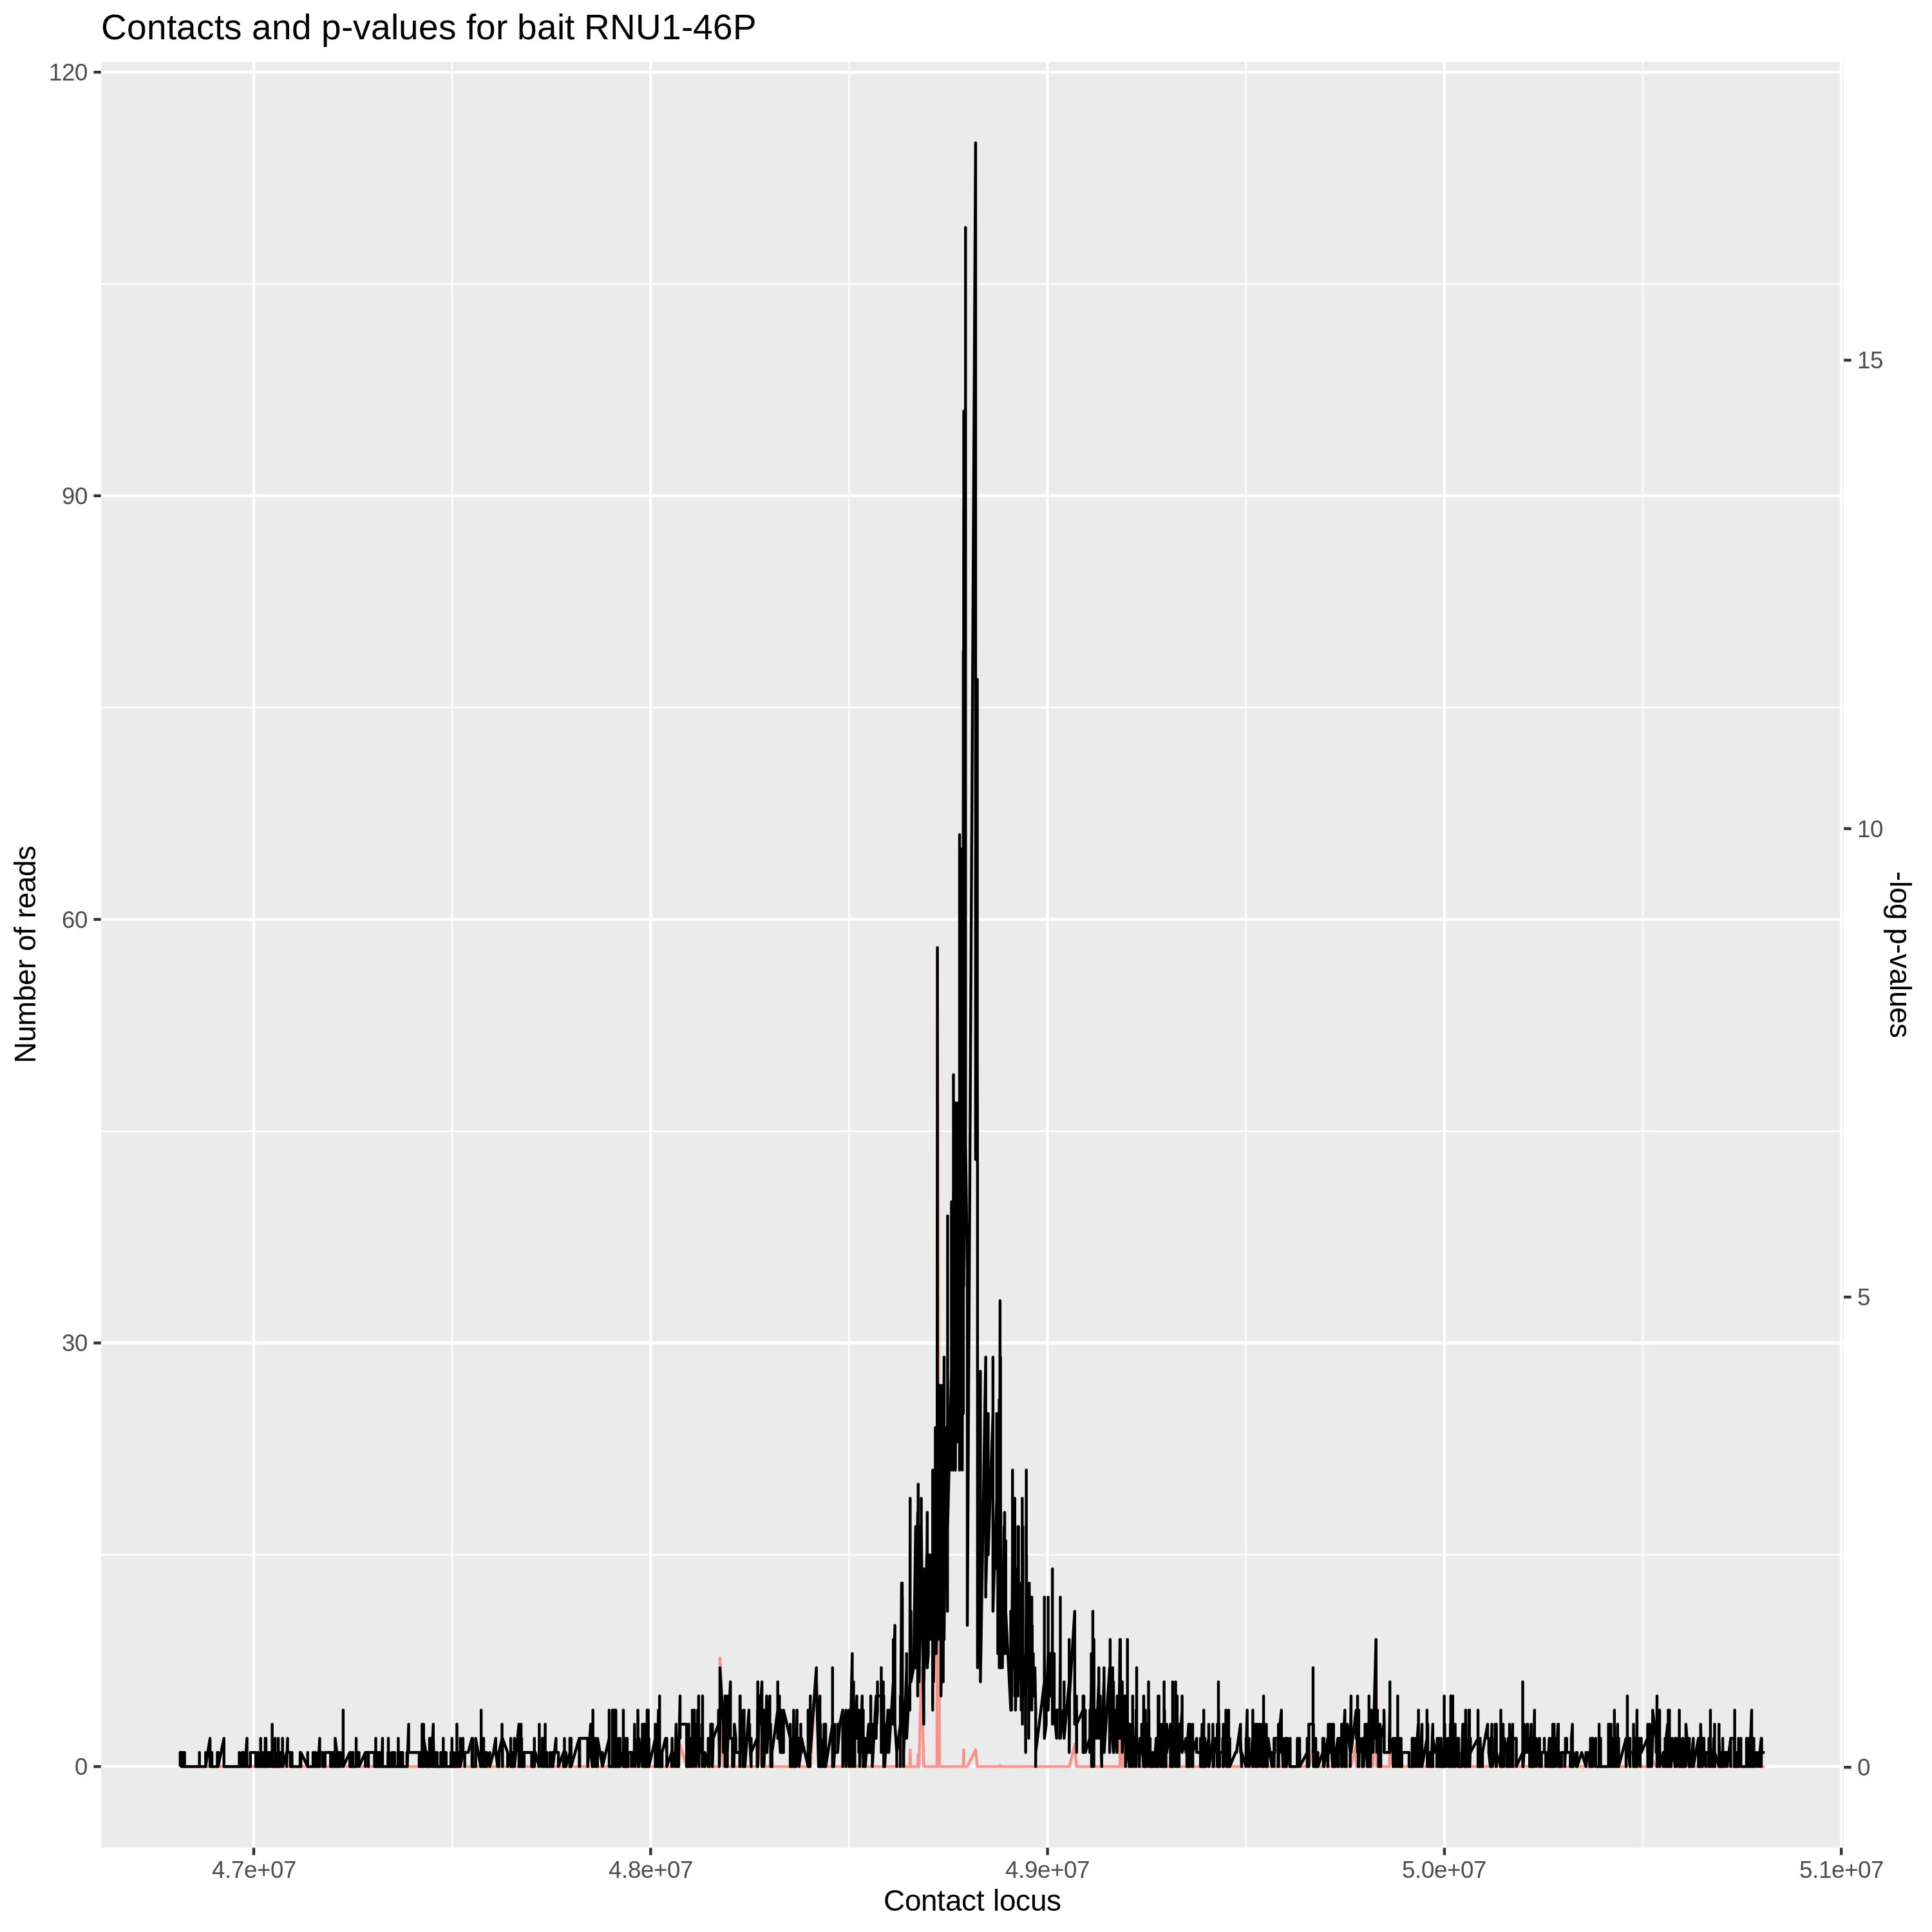 Contacts and p-values for bait RNU1-46P
120
90
60
30
0
Number of reads
15
10
5
0
-log p-values
4.7e+07
4.8e+07
4.9e+07
5.0e+07
5.1e+07
Contact locus